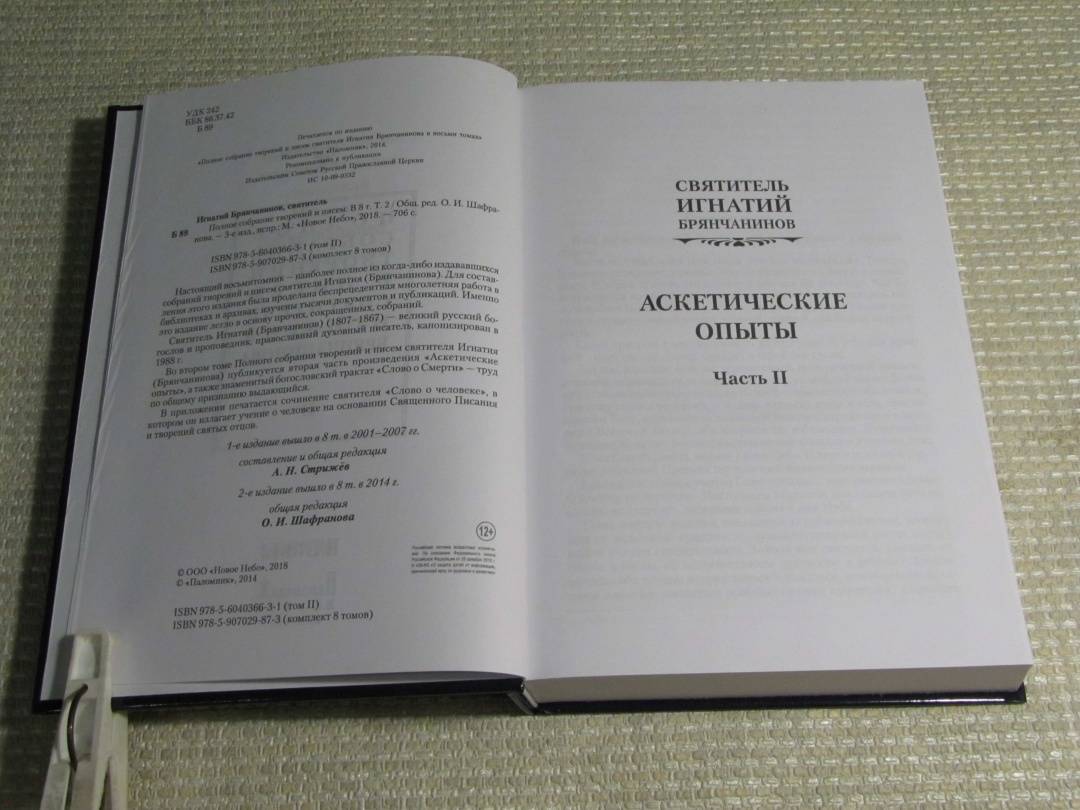 УДК 242
ББК 86.37.42
Б 89
Печатается по изданию
«Полное собрание творений и писем святителя Игнатия Брянчанинова в восьми томах»
Издательство «Паломник», 2014.
Рекомендовано к публикации
Издательским Советом Русской Православной Церкви
ИС 10-09-0332
Игнатий Брянчанинов, святитель
Б 89 Полное собрание творений и писем: В 8 т. Т. 2 / Общ. ред. О. И. Шафра-
нова. — 3-е изд., испр.: М. «Новое Небо», 2018. — 706 с.
ISBN 978-5-6040366-3-1 (том II)
ISBN 978-5-907029-87-3 (комплект 8 томов)
Настоящий восьмитомник — наиболее полное из когда-либо издававшихся
собраний творений и писем святителя Игнатия (Брянчанинова). Для состав-
ления этого издания была проделана беспрецедентная многолетняя работа в
библиотеках и архивах, изучены тысячи документов и публикаций. Именно
это издание легло в основу прочих, сокращенных, собраний.
Святитель Игнатий (Брянчанинов) (1807–1867) — великий русский бо-
гослов и проповедник, православный духовный писатель, канонизирован в
1988 г.
Во втором томе Полного собрания творений и писем святителя Игнатия
(Брянчанинова) публикуется вторая часть произведения «Аскетические
опыты», а также знаменитый богословский трактат «Слово о Смерти» — труд
по общему признанию выдающийся.
В приложении печатается сочинение святителя «Слово о человеке», в
котором он излагает учение о человеке на основании Священного Писания
и творений святых отцов.
1-е издание вышло в 8 т. в 2001–2007 гг.
составление и общая редакция
А. Н. Стрижёв
2-е издание вышло в 8 т. в 2014 г.
общая редакция
О. И. Шафранова
12+
© ООО «Новое Небо», 2018
© «Паломник», 2014
ISBN 978-5-6040366-3-1 (том II)
ISBN 978-5-907029-87-3 (комплект 8 томов)
СВЯТИТЕЛЬ
ИГНАТИЙ
БРЯНЧАНИНОВ
АСКЕТИЧЕСКИЕ
ОПЫТЫ
Часть II